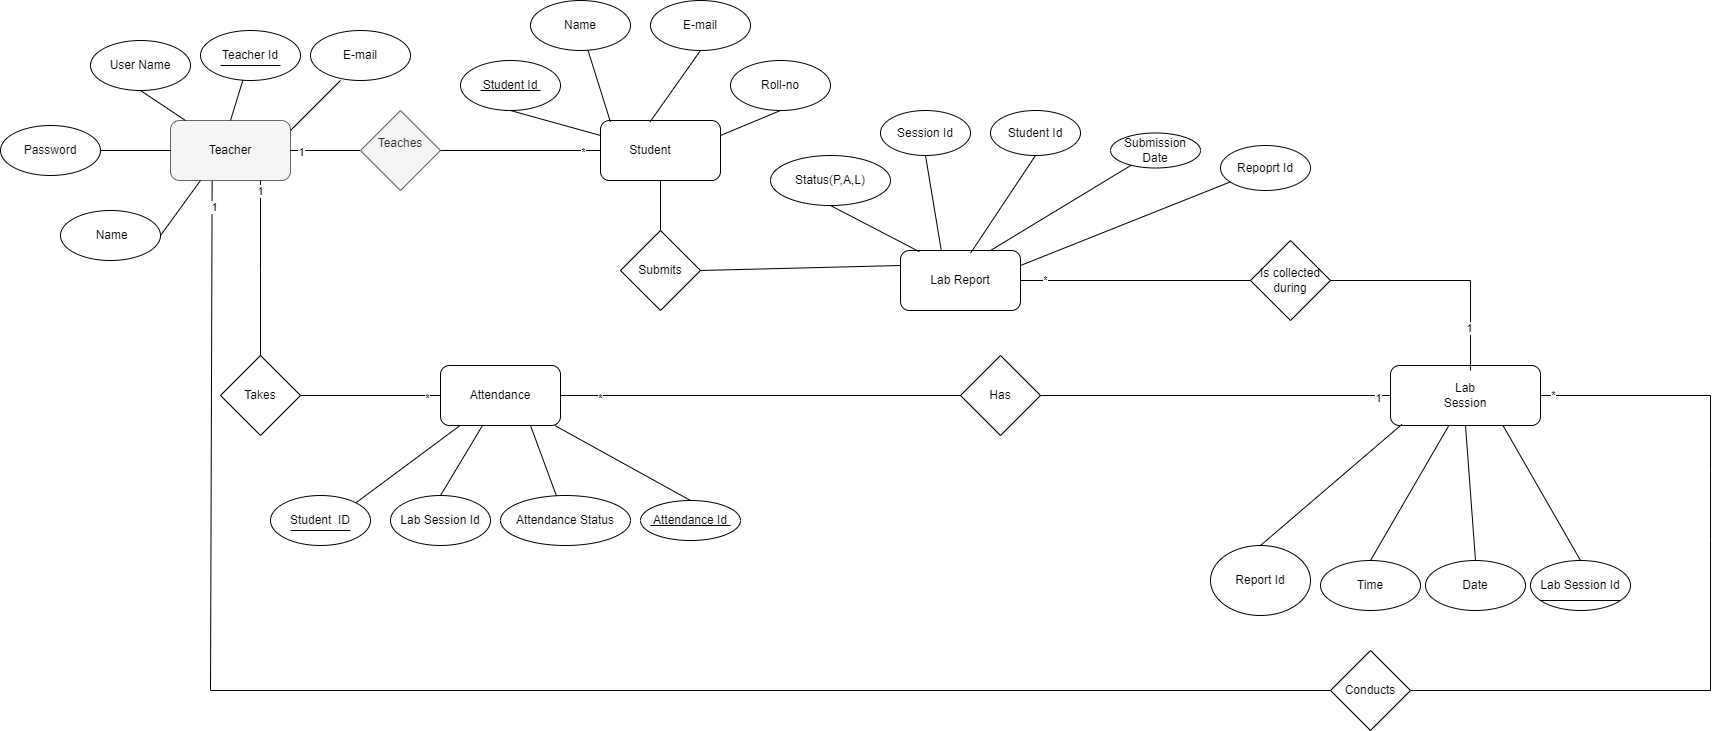 Name
E-mail
User Name
Teacher Id
E-mail
Student Id
Roll-no
Password
Teacher
1
Teaches
*
Student
Session Id
Student Id
Submission
Date
Status(P,A,L)
Repoprt Id
1
1
Name
Submits
Lab Report
*
Is collected
during
1
Takes
*
Attendance
*
Has
1
Lab
Session
*
Student  ID
Lab Session Id
Attendance Status
Attendance Id
Report Id
Time
Date
Lab Session Id
Conducts